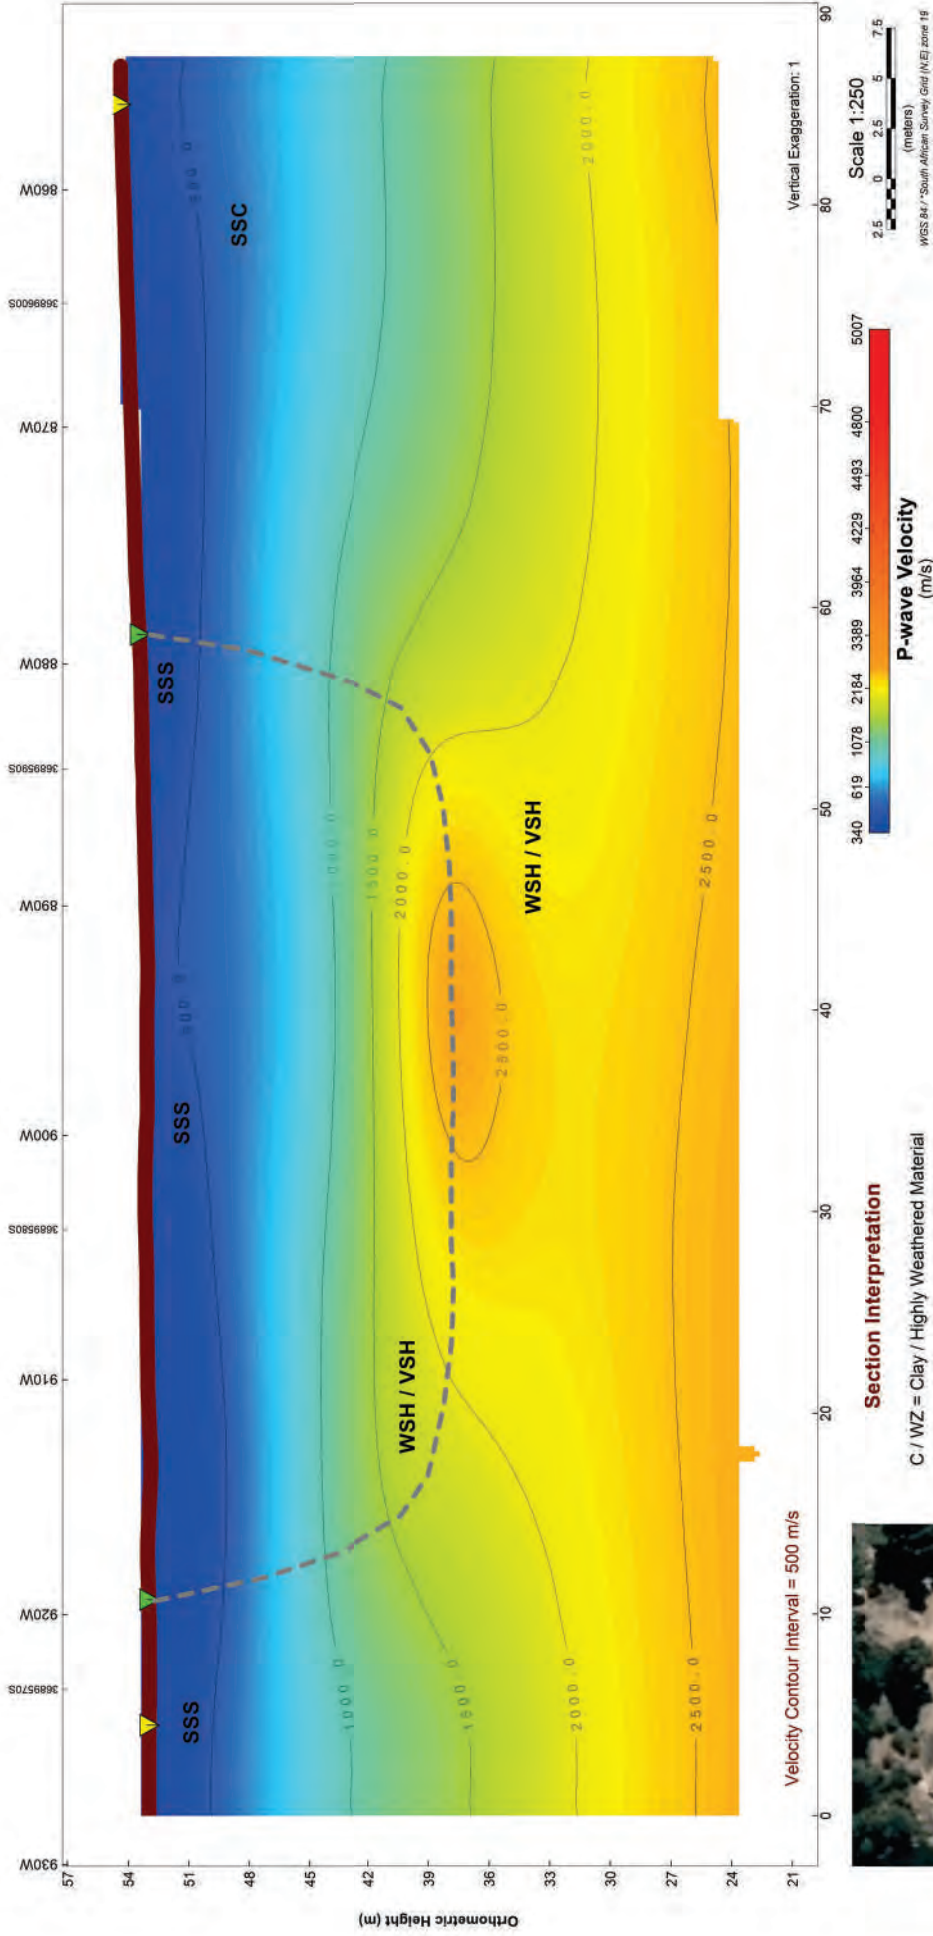 930W
920W
910W
900W
890W
880W
870W
860W
3689570S
3689580S
3689590S
3689600S
57
54
51
48
45
42
39
36
33
30
27
24
21
Orthometric Height (m)
SSS
SSS
SSS
SSC
WSH / VSH
WSH / VSH
500.0
500.0
1000.0
1000.0
1500.0
1500.0
2000.0
2000.0
2000.0
2500.0
2500.0
2500.0
Velocity Contour Interval = 500 m/s
Vertical Exaggeration: 1
0
10
20
30
40
50
60
70
80
90
Section Interpretation
C / WZ = Clay / Highly Weathered Material
340
619
1078
2184
3389
3964
4229
4493
4800
5007
P-wave Velocity
(m/s)
Scale 1:250
2.5
0
2.5
5
7.5
(meters)
WGS 84 / *South African Survey Grid (N,E) zone 19